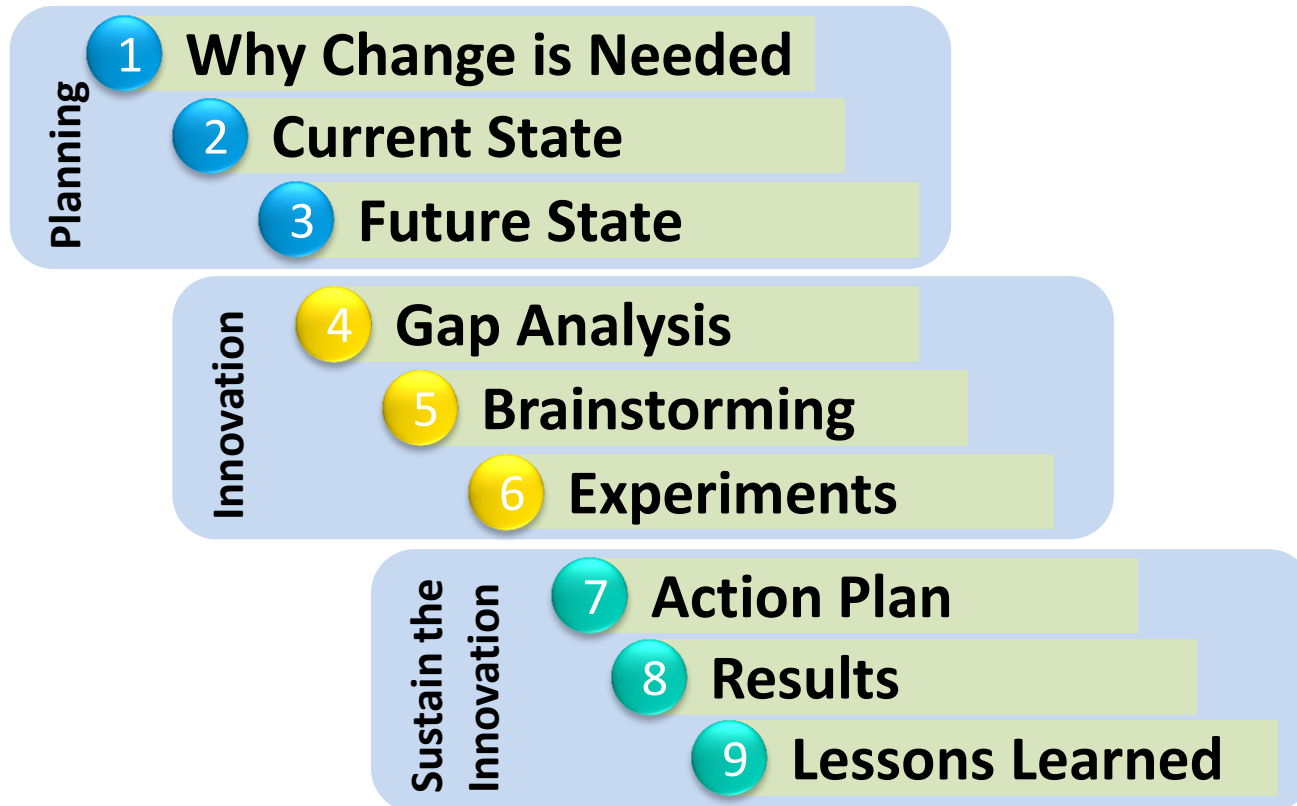 Planning
1 Why Change is Needed
2 Current State
3 Future State
Innovation
4 Gap Analysis
5 Brainstorming
6 Experiments
Sustain the
Innovation
7 Action Plan
8 Results
9 Lessons Learned